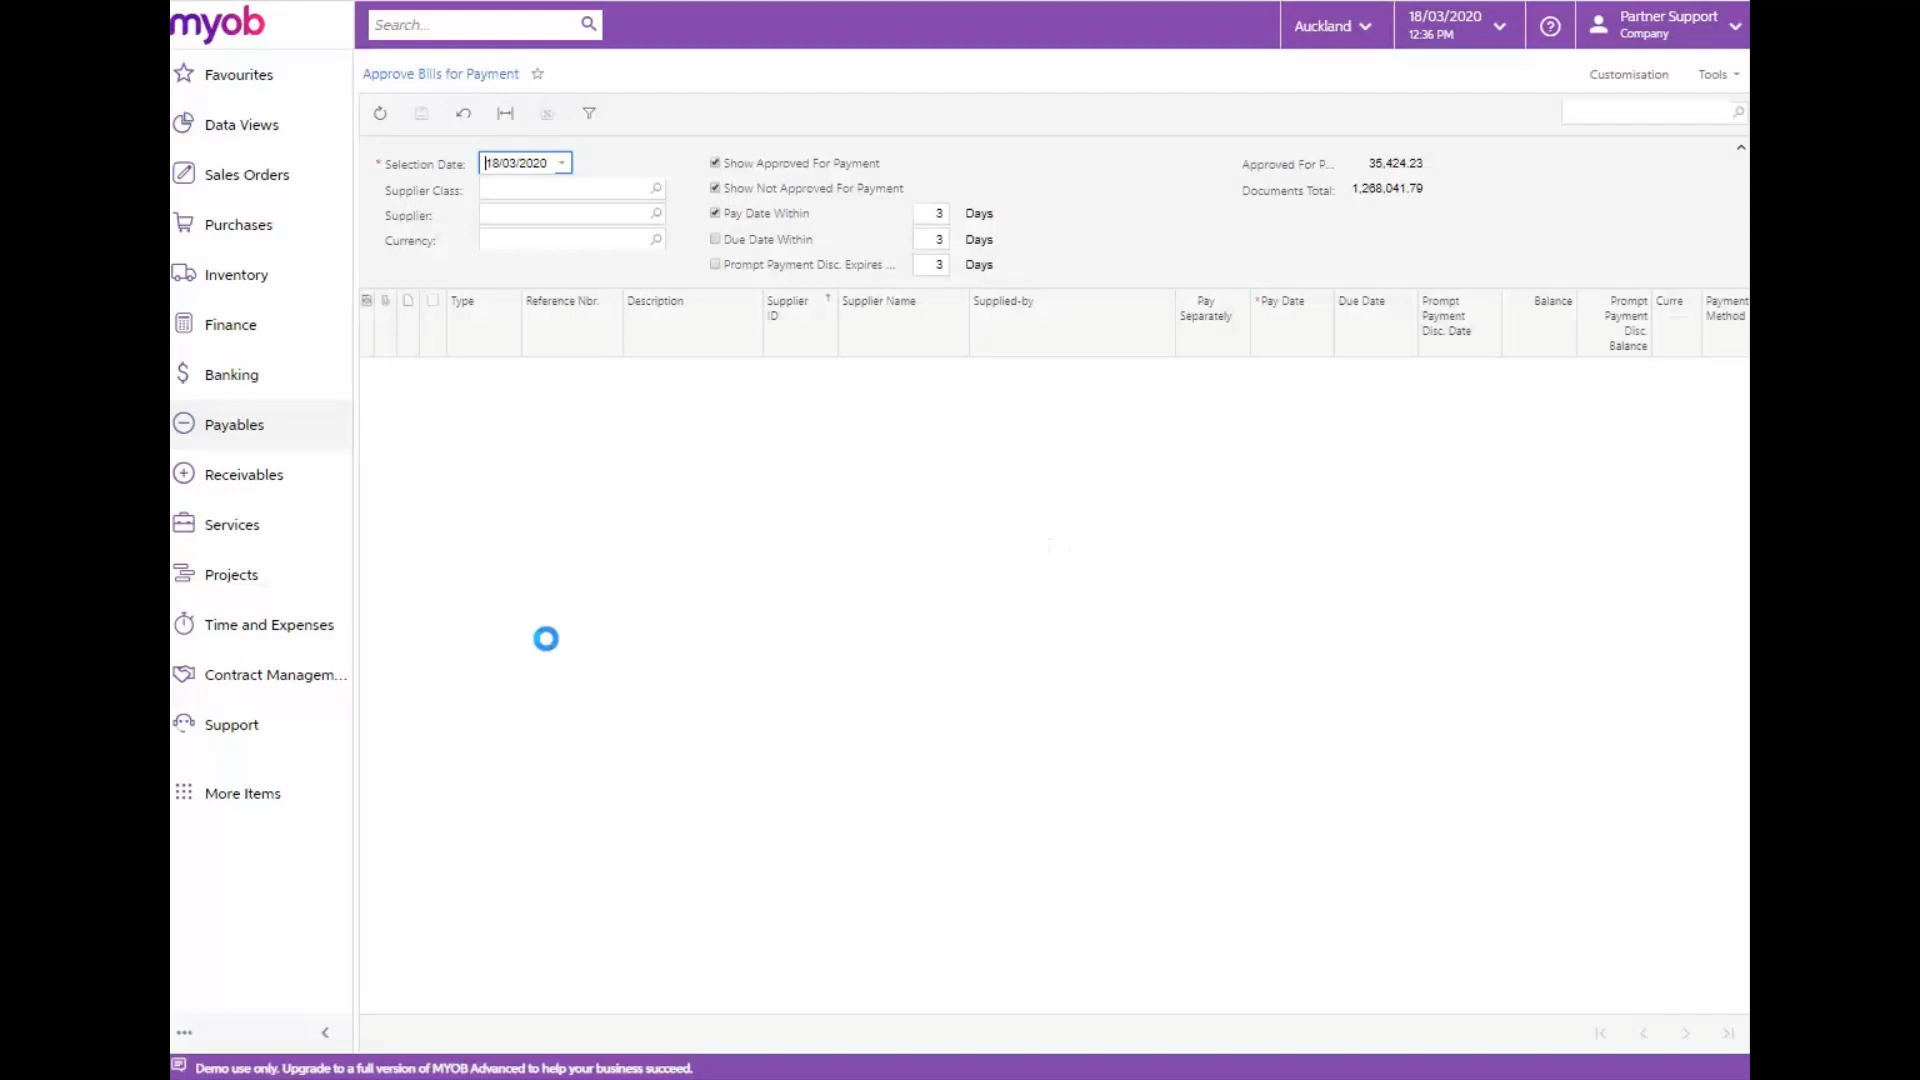 myob
Search...
Auckland
18/03/2020
12:36 PM
Partner Support
Company
Favourites
Data Views
Sales Orders
Purchases
Inventory
Finance
Banking
Payables
Receivables
Services
Projects
Time and Expenses
Contract Managem...
Support
More Items
Approve Bills for Payment
Customisation
Tools
* Selection Date: 18/03/2020
Supplier Class:
Supplier:
Currency:
Show Approved For Payment
Show Not Approved For Payment
Pay Date Within 3 Days
Due Date Within 3 Days
Prompt Payment Disc. Expires ... 3 Days
Approved For P... 35,424.23
Documents Total: 1,268,041.79
Type
Reference Nbr.
Description
Supplier
ID
Supplier Name
Supplied-by
Pay
Separately
* Pay Date
Due Date
Prompt
Payment
Disc. Date
Balance
Prompt
Payment
Disc.
Balance
Curre
Payment
Method
Demo use only. Upgrade to a full version of MYOB Advanced to help your business succeed.